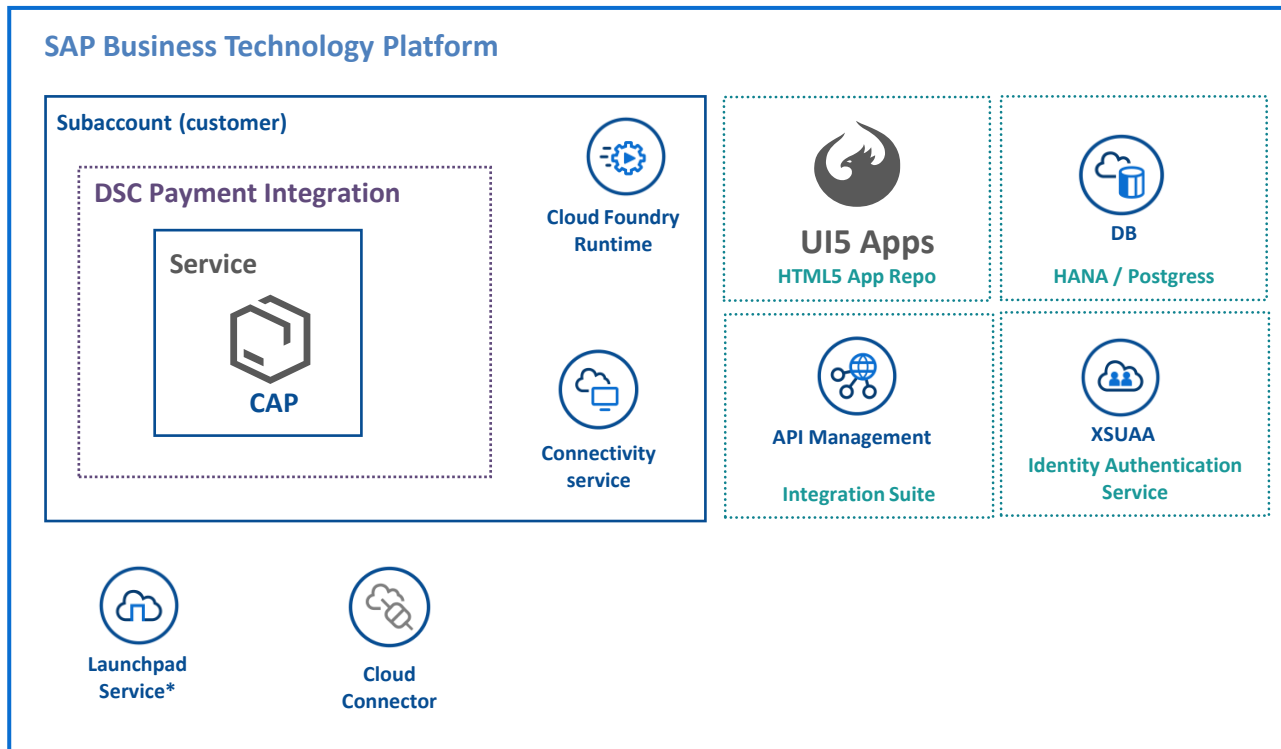 SAP Business Technology Platform
Subaccount (customer)
DSC Payment Integration
Service
CAP
Cloud Foundry
Runtime
Connectivity
service
UI5 Apps
HTML5 App Repo
DB
HANA / Postgress
API Management
Integration Suite
XSUAA
Identity Authentication
Service
Launchpad
Service*
Cloud
Connector